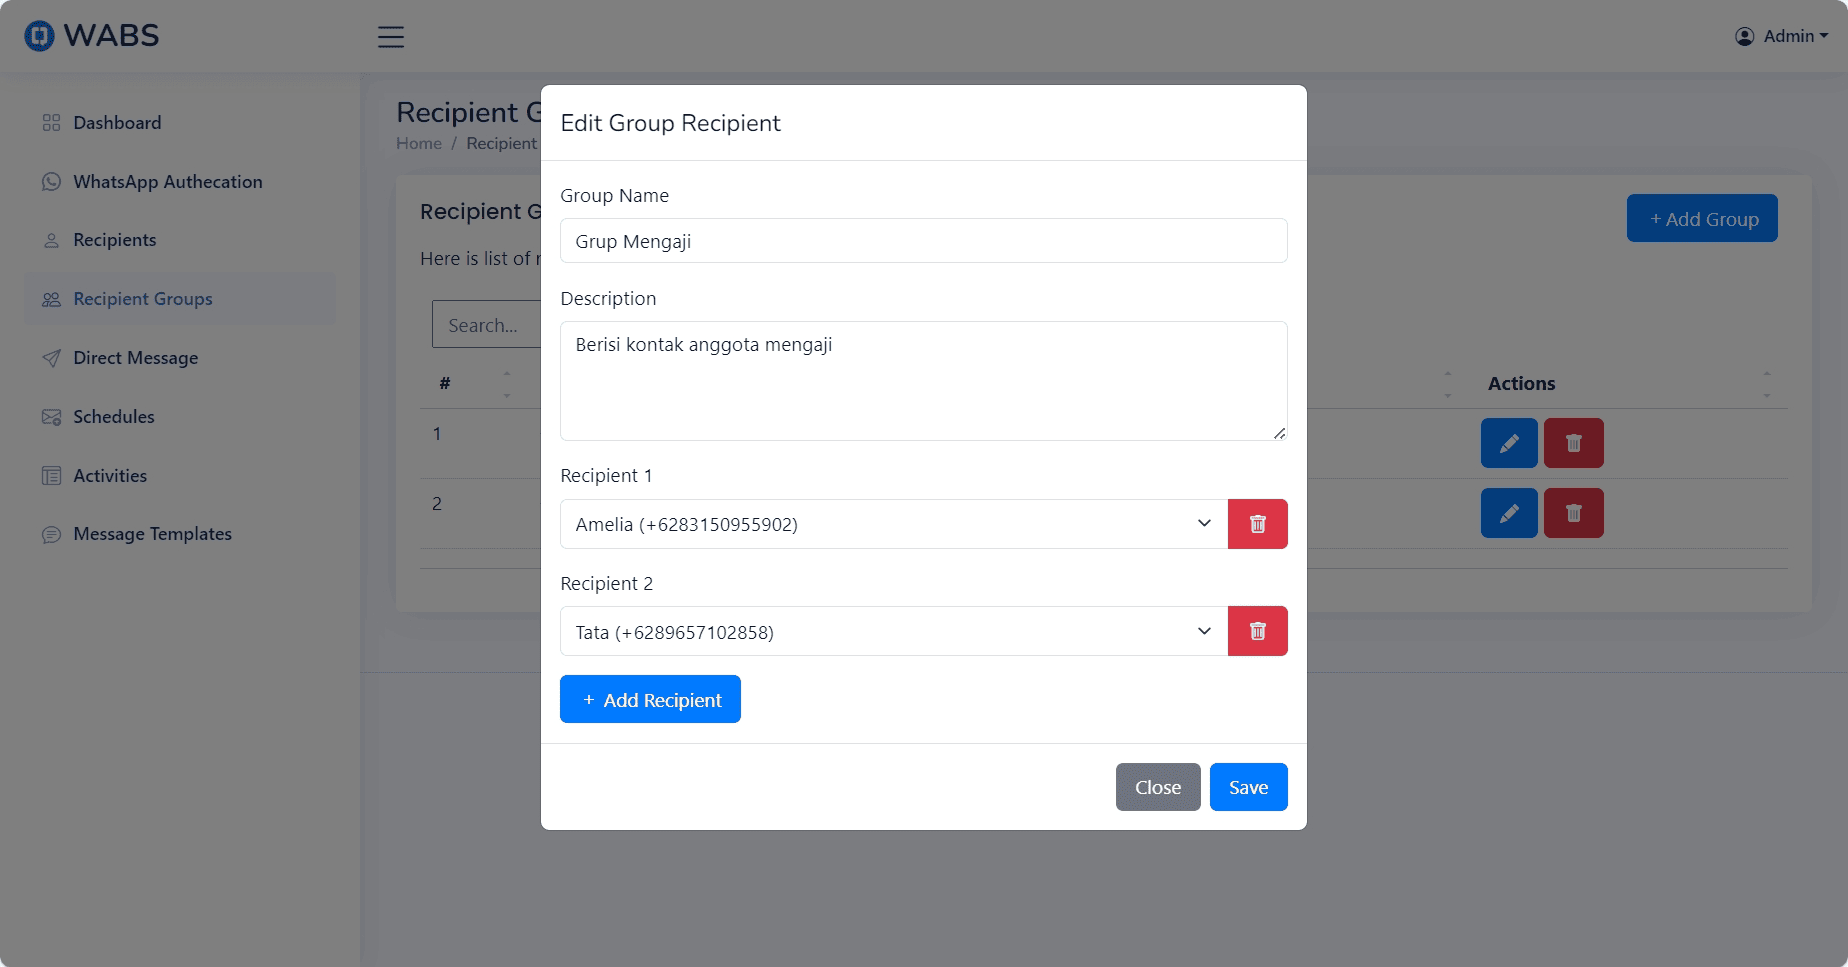 WABS
Admin
Dashboard
WhatsApp Authecation
Recipients
Recipient Groups
Direct Message
Schedules
Activities
Message Templates
Recipient
Home / Recipient
Recipient
+ Add Group
Here is list of
Search...
# Actions
1
2
Edit Group Recipient
Group Name
Grup Mengaji
Description
Berisi kontak anggota mengaji
Recipient 1
Amelia (+6283150955902)
Recipient 2
Tata (+6289657102858)
+ Add Recipient
Close Save